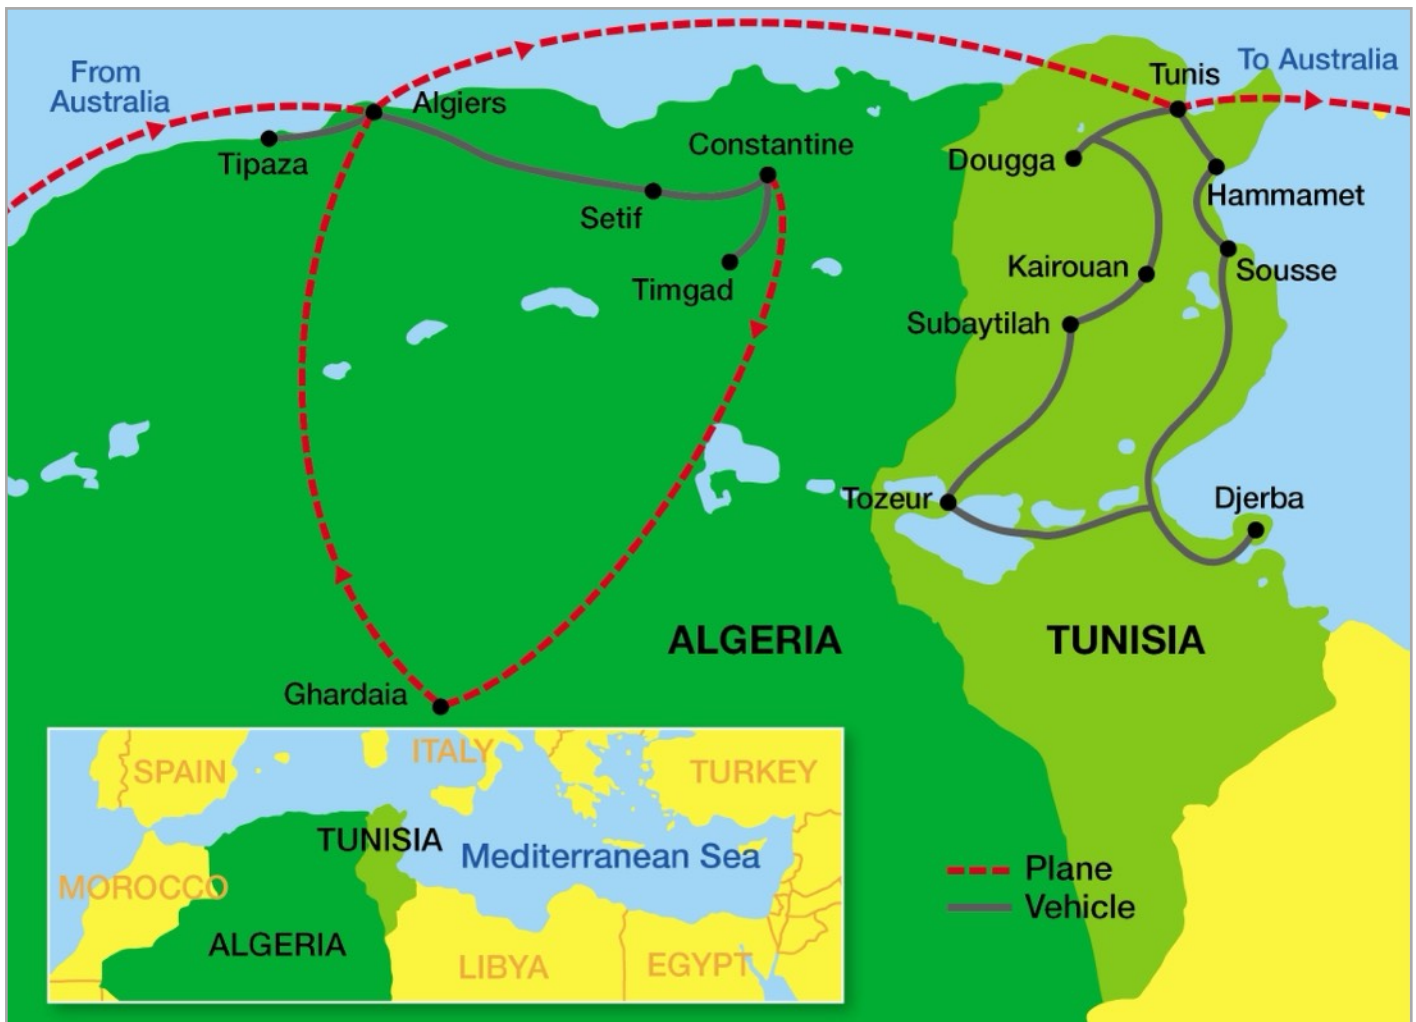 From
Australia
To Australia
Tunis
Algiers
Tipaza
Constantine
Dougga
Hammamet
Setif
Timgad
Kairouan
Sousse
Subaytilah
Tozeur
Djerba
ALGERIA
TUNISIA
Ghardaia
ITALY
SPAIN
TURKEY
TUNISIA
Mediterranean Sea
MOROCCO
ALGERIA
LIBYA
EGYPT
Plane
Vehicle